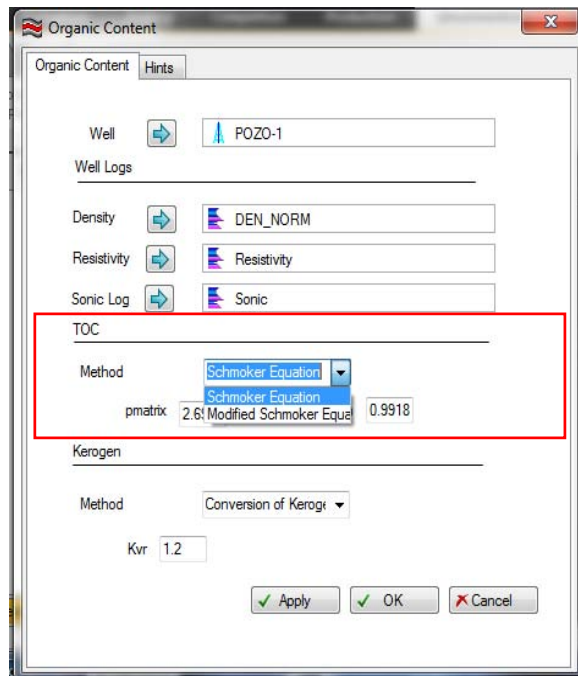 Organic Content
Organic Content Hints
Well POZO-1
Well Logs
Density DEN_NORM
Resistivity Resistivity
Sonic Log Sonic
TOC
Method Schmoker Equation
Schmoker Equation
pmatrix 2.65 Modified Schmoker Equa 0.9918
Kerogen
Method Conversion of Keroge
Kvr 1.2
Apply OK Cancel